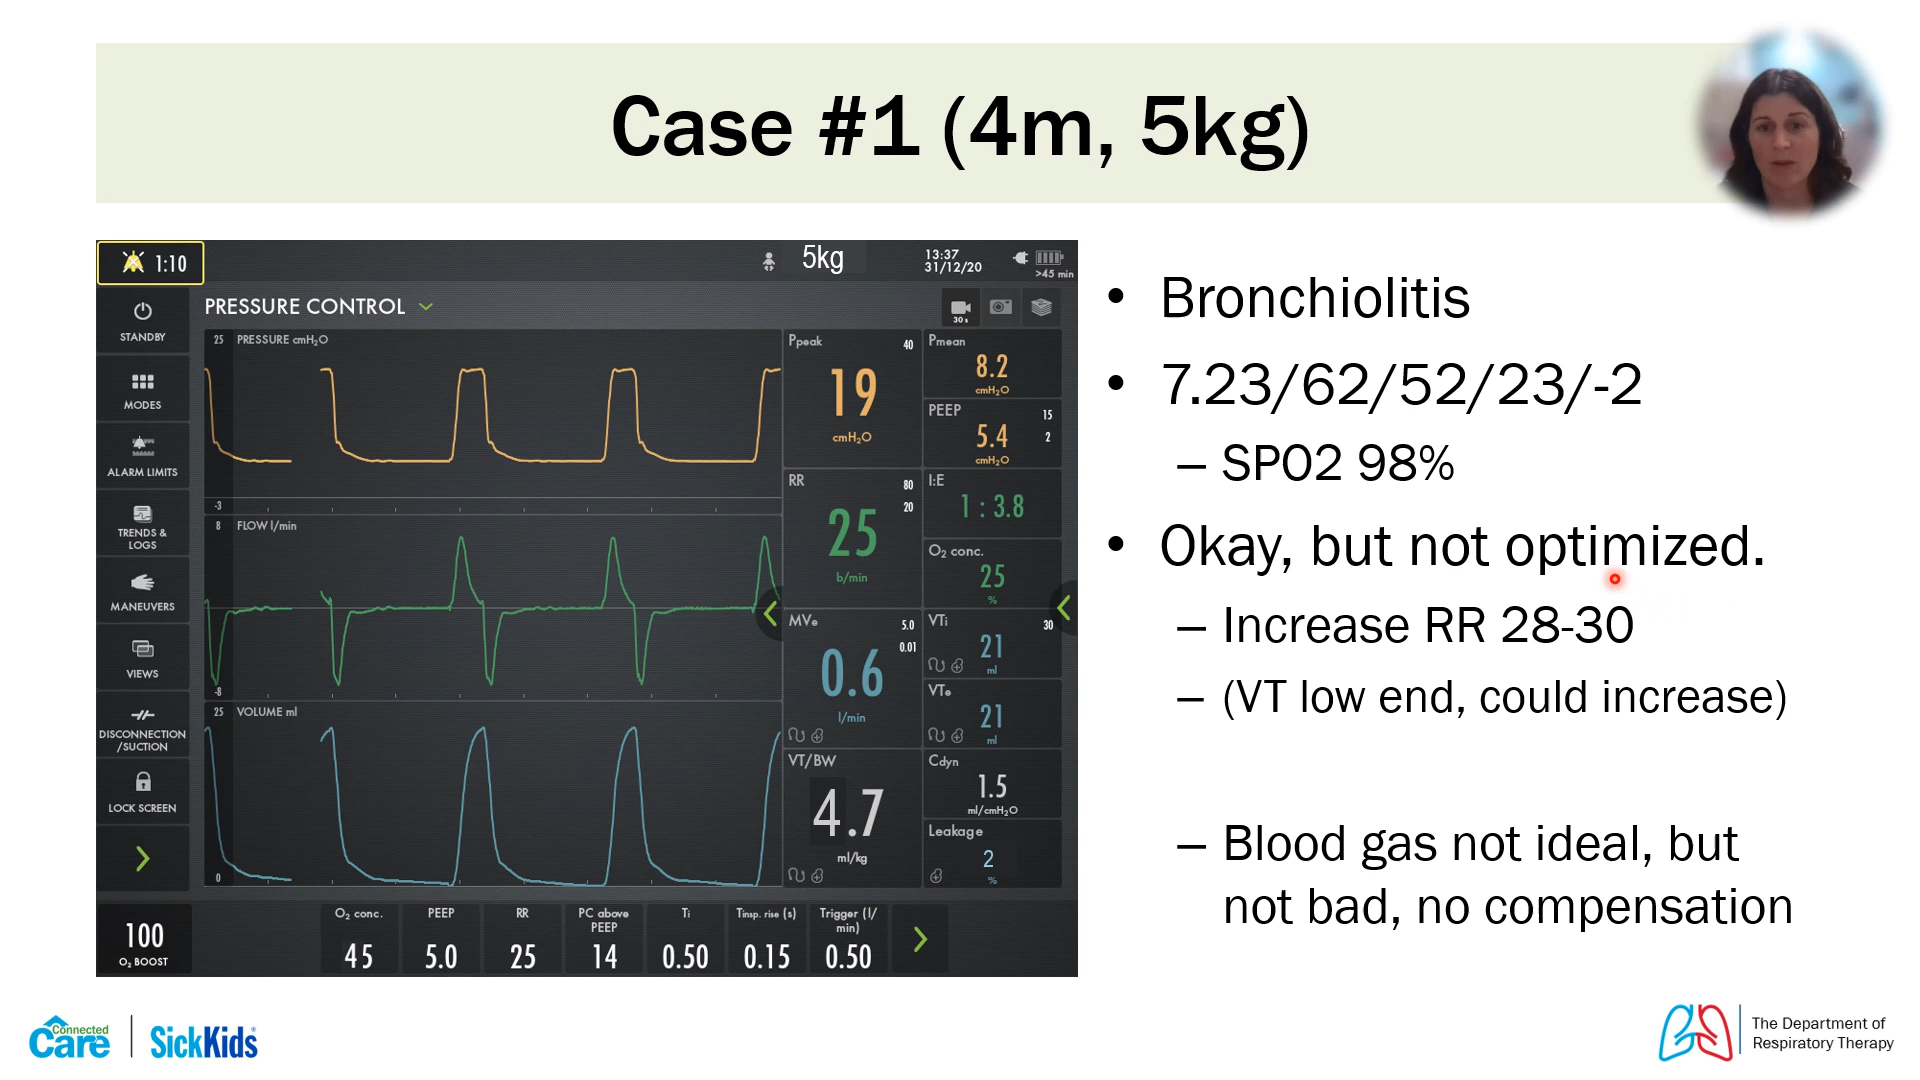 Case #1 (4m, 5kg)
1:10
5kg
13:37
31/12/20
>45 min
STANDBY
MODES
ALARM LIMITS
TRENDS &
LOGS
MANEUVERS
VIEWS
DISCONNECTION
/SUCTION
LOCK SCREEN
PRESSURE CONTROL
30 s
25 PRESSURE cmH₂O
-3
8 FLOW l/min
-8
25 VOLUME ml
0
Ppeak 40
19
cmH₂O
RR 80
20
25
b/min
MVe 5.0
0.01
0.6
l/min
VT/BW
4.7
ml/kg
Pmean
8.2
cmH₂O
PEEP 15
5.4 2
cmH₂O
I:E
1 : 3.8
O₂ conc.
25
%
VTi 30
21
ml
VTe
21
ml
Cdyn
1.5
ml/cmH₂O
Leakage
2
%
100
O₂ BOOST
O₂ conc.
45
PEEP
5.0
RR
25
PC above
PEEP
14
Ti
0.50
Tinsp. rise (s)
0.15
Trigger (l/
min)
0.50
• Bronchiolitis
• 7.23/62/52/23/-2
– SPO2 98%
• Okay, but not optimized.
– Increase RR 28-30
– (VT low end, could increase)
– Blood gas not ideal, but
not bad, no compensation
Connected
Care
SickKids
The Department of
Respiratory Therapy